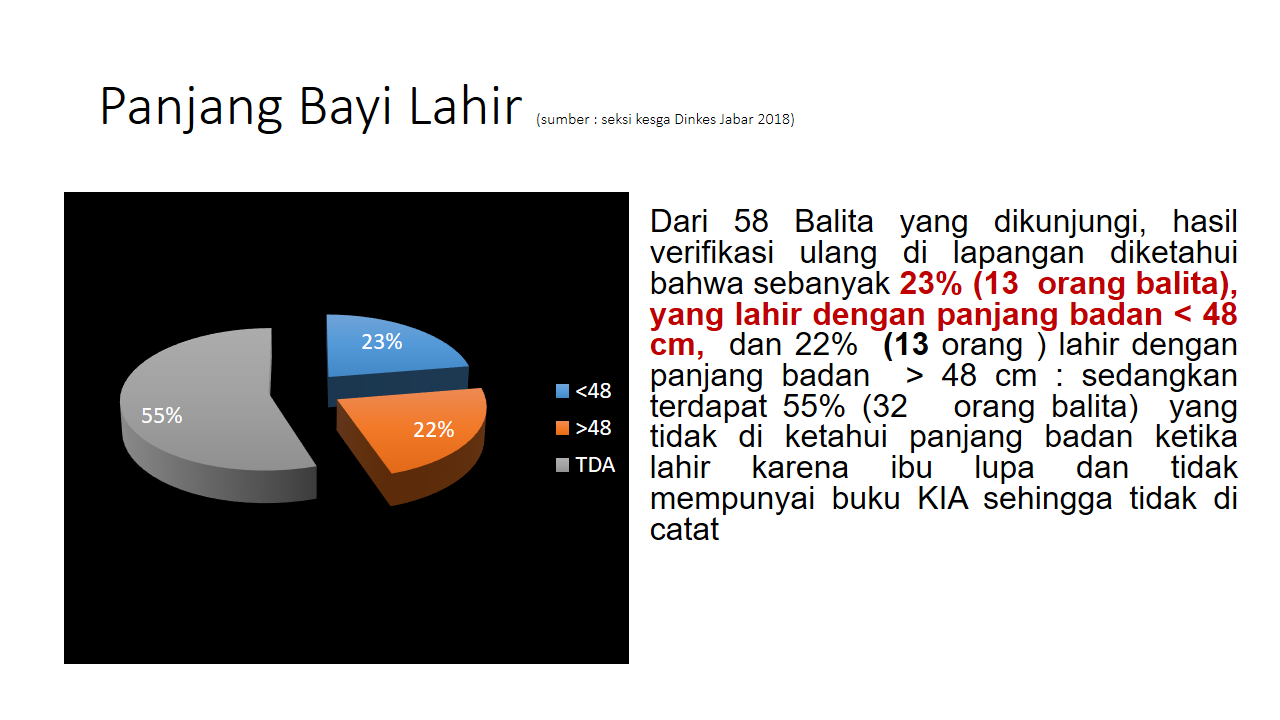 Panjang Bayi Lahir (sumber : seksi kesga Dinkes Jabar 2018)
23%
55%
22%
<48
>48
TDA
Dari 58 Balita yang dikunjungi, hasil
verifikasi ulang di lapangan diketahui
bahwa sebanyak 23% (13 orang balita),
yang lahir dengan panjang badan < 48
cm, dan 22% (13 orang ) lahir dengan
panjang badan > 48 cm : sedangkan
terdapat 55% (32 orang balita) yang
tidak di ketahui panjang badan ketika
lahir karena ibu lupa dan tidak
mempunyai buku KIA sehingga tidak di
catat